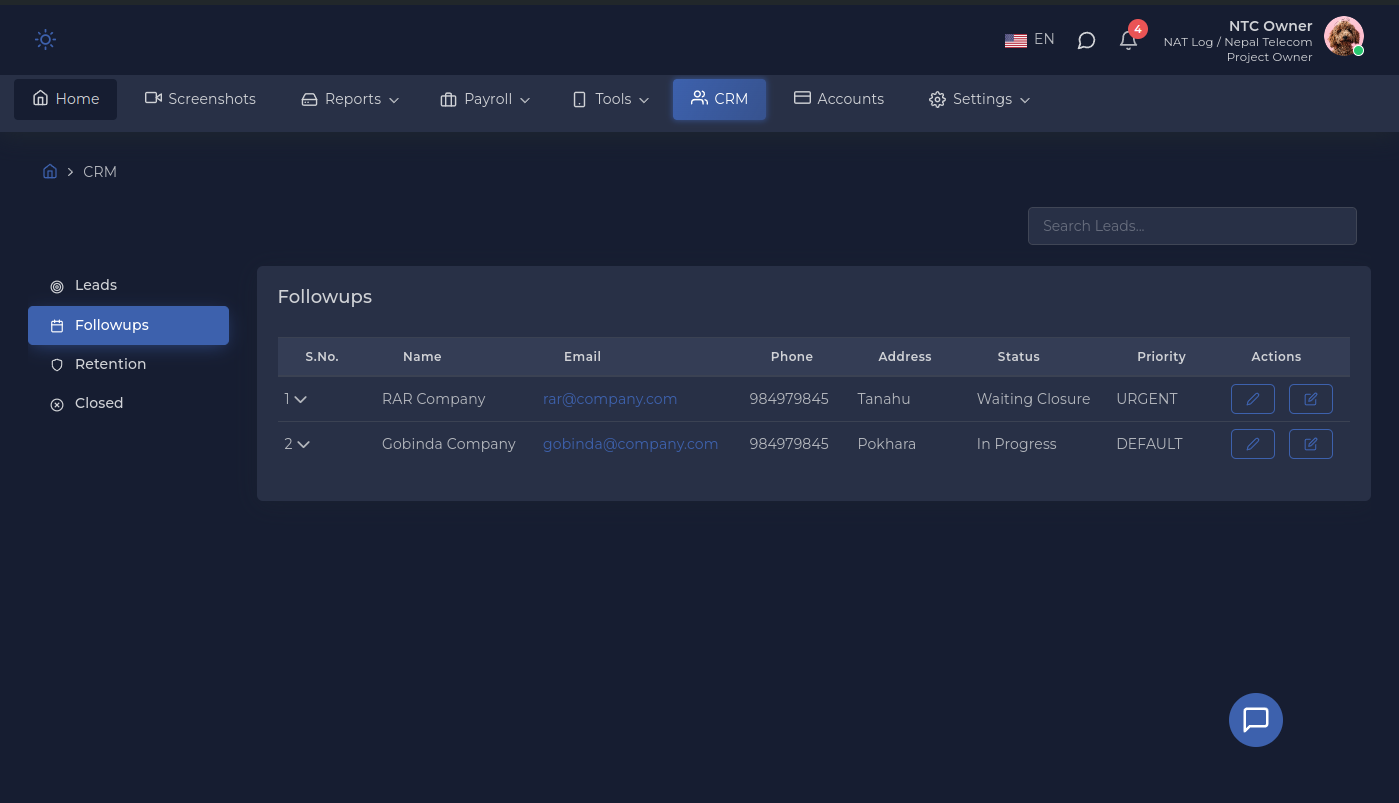 EN
4
NTC Owner
NAT Log / Nepal Telecom
Project Owner
Home Screenshots Reports Payroll Tools CRM Accounts Settings
CRM
Search Leads...
Leads
Followups
Retention
Closed
Followups
S.No. Name Email Phone Address Status Priority Actions
1 RAR Company rar@company.com 984979845 Tanahu Waiting Closure URGENT
2 Gobinda Company gobinda@company.com 984979845 Pokhara In Progress DEFAULT